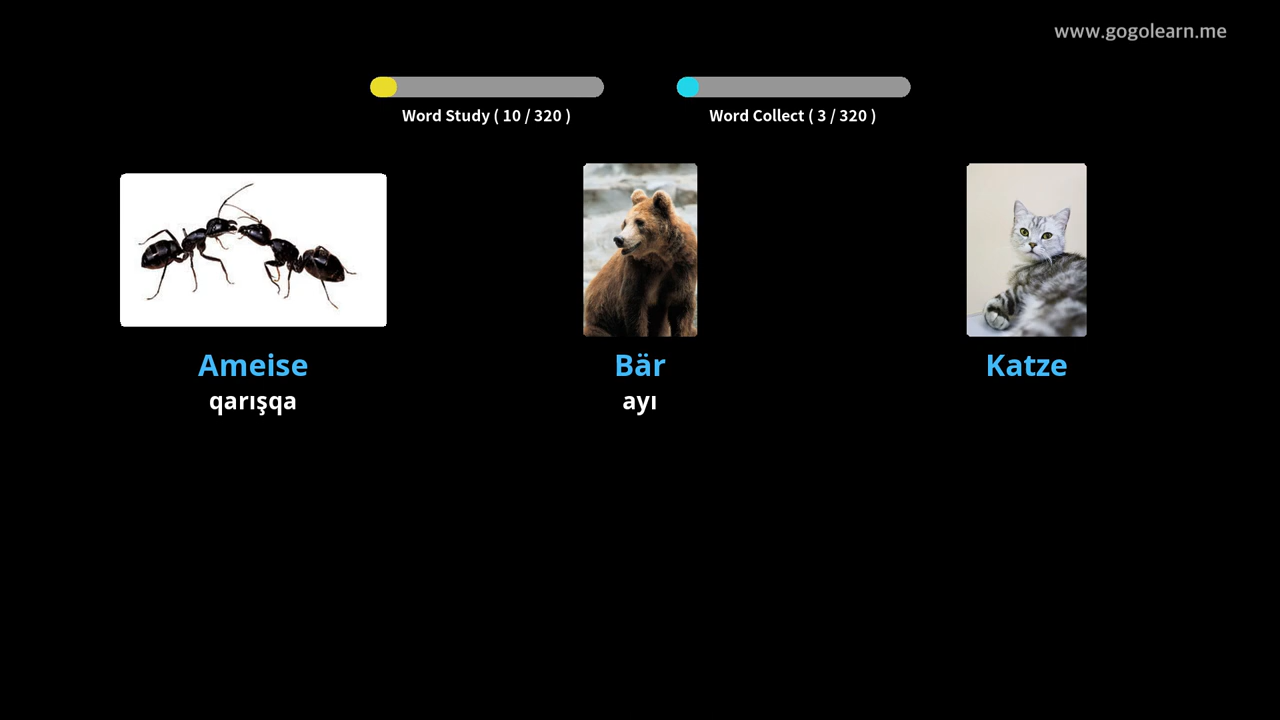 www.gogolearn.me
Word Study ( 10 / 320 )
Word Collect ( 3 / 320 )
Ameise
qarışqa
Bär
ayı
Katze